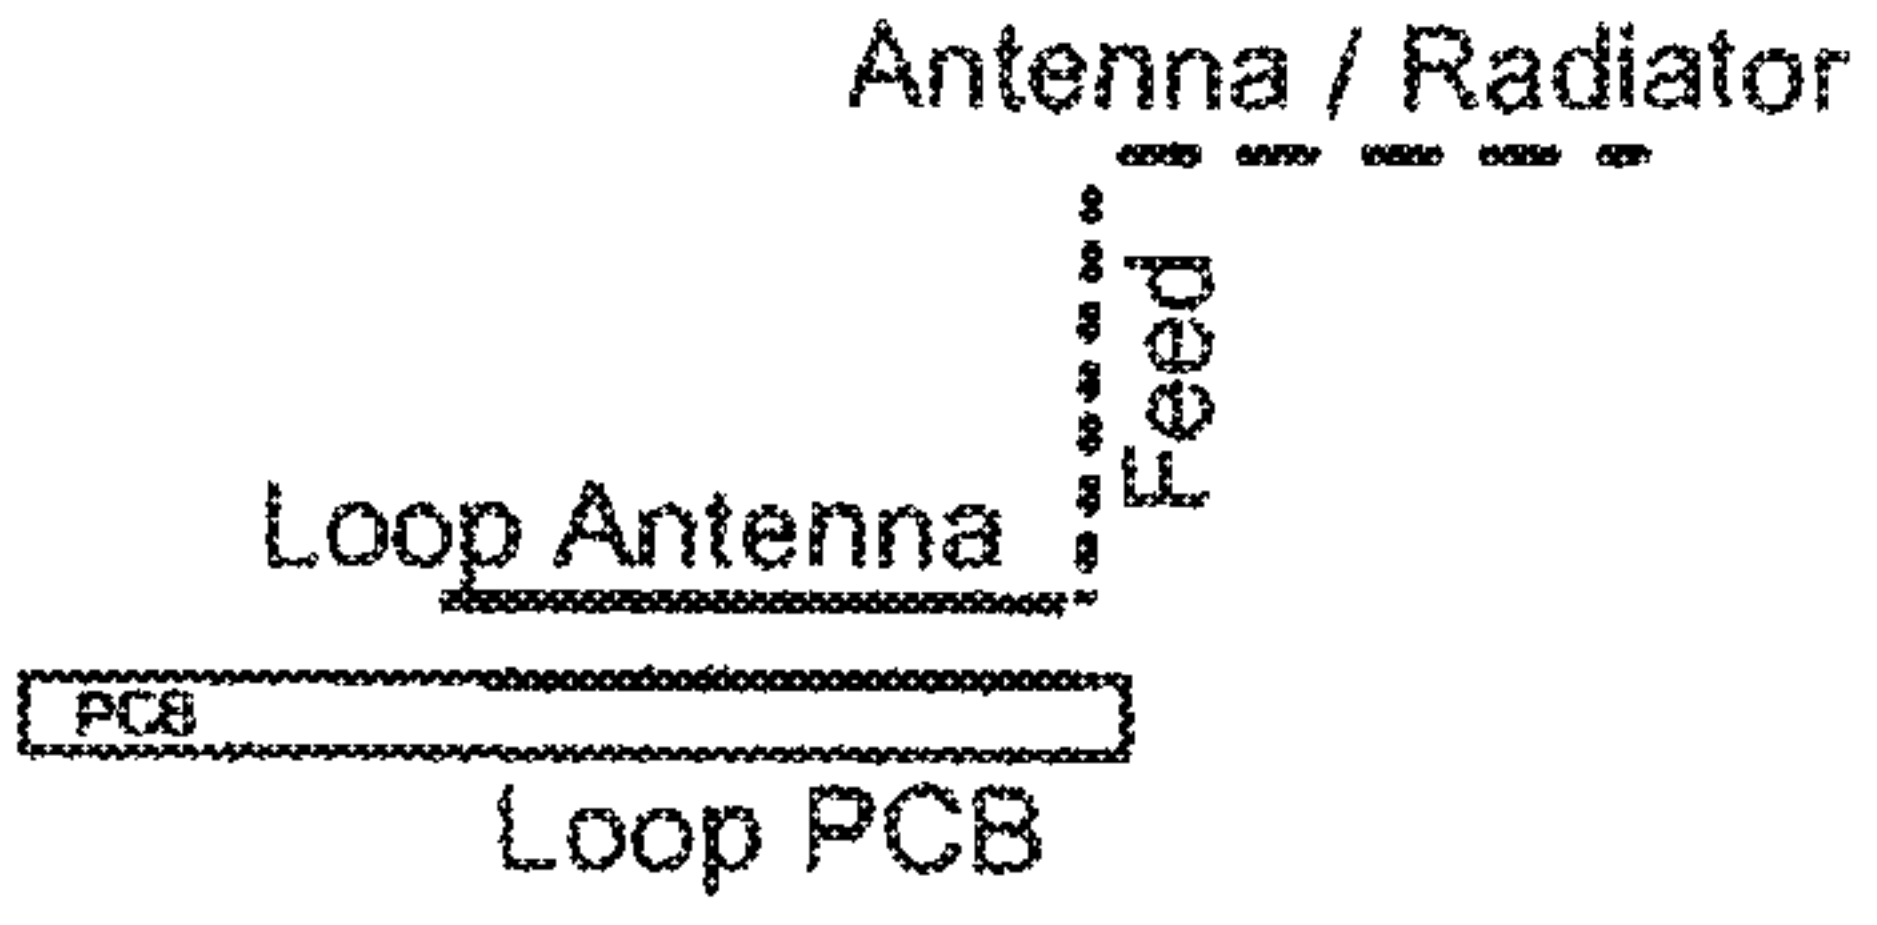 Antenna / Radiator
Feed
Loop Antenna
PCB
Loop PCB